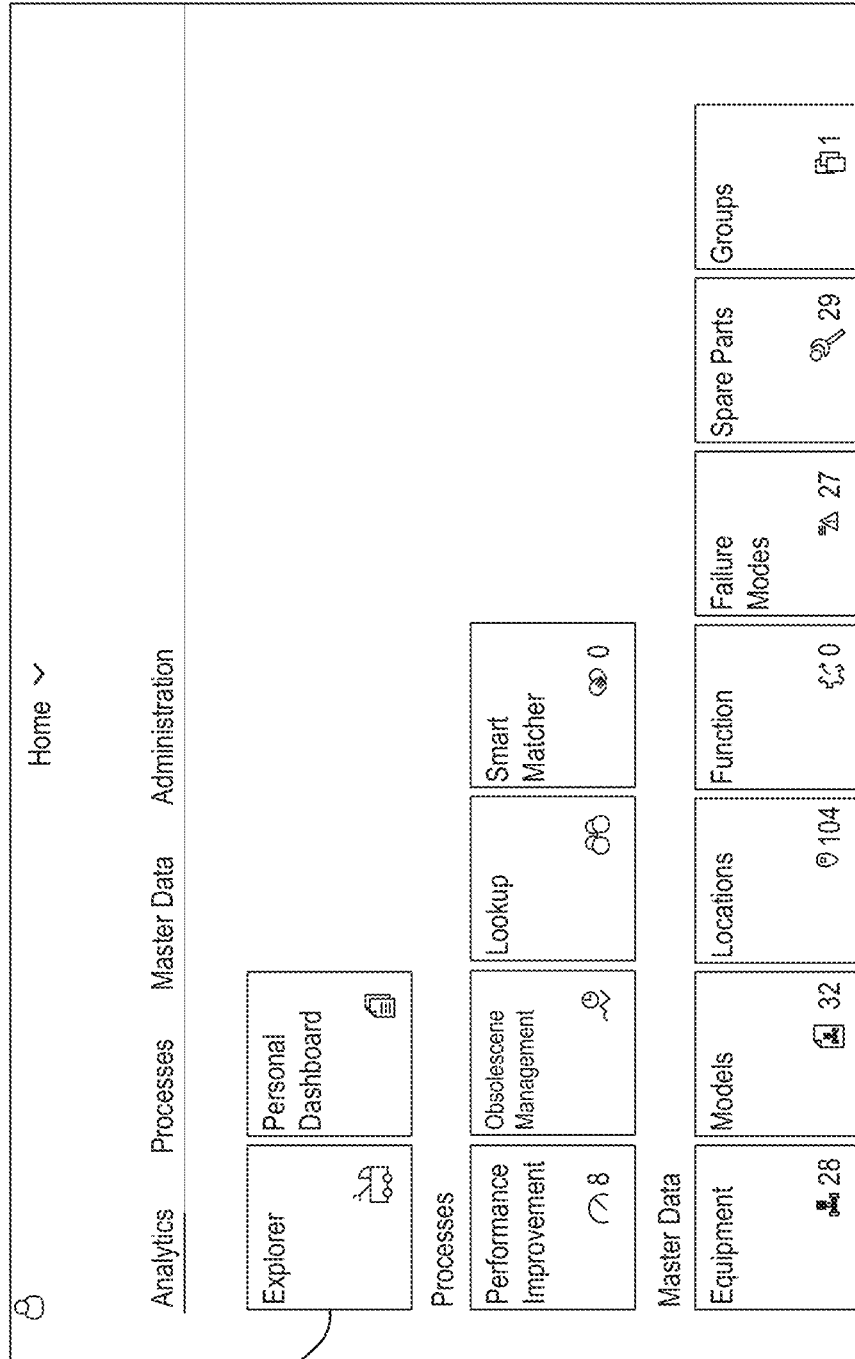 Home
Analytics Processes Master Data Administration
Explorer
Personal
Dashboard
Processes
Performance
Improvement
8
Obsolescene
Management
Lookup
Smart
Matcher
0
Master Data
Equipment
28
Models
32
Locations
104
Function
0
Failure
Modes
27
Spare Parts
29
Groups
1